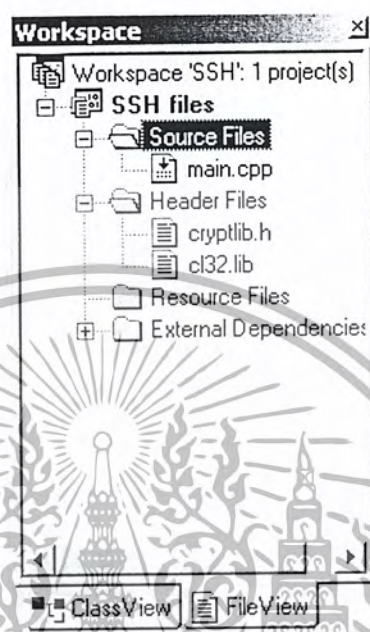 Workspace
Workspace 'SSH': 1 project(s)
SSH files
Source Files
main.cpp
Header Files
cryptlib.h
cl32.lib
Resource Files
External Dependencies
ClassView FileView